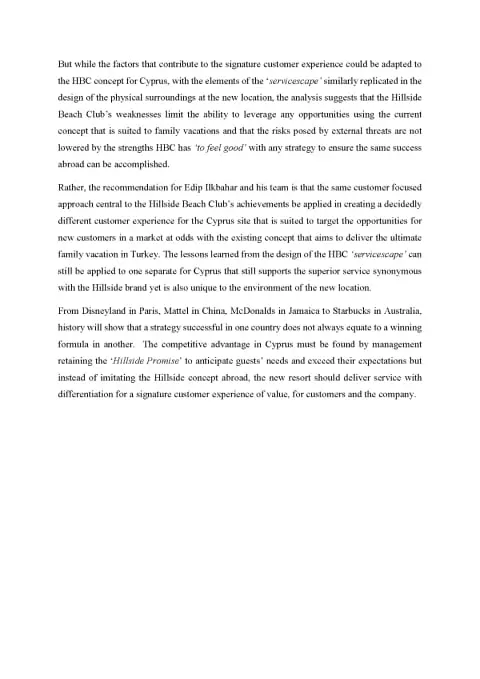 But while the factors that contribute to the signature customer experience could be adapted to
the HBC concept for Cyprus, with the elements of the ‘servicescape’ similarly replicated in the
design of the physical surroundings at the new location, the analysis suggests that the Hillside
Beach Club’s weaknesses limit the ability to leverage any opportunities using the current
concept that is suited to family vacations and that the risks posed by external threats are not
lowered by the strengths HBC has ‘to feel good’ with any strategy to ensure the same success
abroad can be accomplished.
Rather, the recommendation for Edip Ilkbahar and his team is that the same customer focused
approach central to the Hillside Beach Club’s achievements be applied in creating a decidedly
different customer experience for the Cyprus site that is suited to target the opportunities for
new customers in a market at odds with the existing concept that aims to deliver the ultimate
family vacation in Turkey. The lessons learned from the design of the HBC ‘servicescape’ can
still be applied to one separate for Cyprus that still supports the superior service synonymous
with the Hillside brand yet is also unique to the environment of the new location.
From Disneyland in Paris, Mattel in China, McDonalds in Jamaica to Starbucks in Australia,
history will show that a strategy successful in one country does not always equate to a winning
formula in another. The competitive advantage in Cyprus must be found by management
retaining the ‘Hillside Promise’ to anticipate guests’ needs and exceed their expectations but
instead of imitating the Hillside concept abroad, the new resort should deliver service with
differentiation for a signature customer experience of value, for customers and the company.